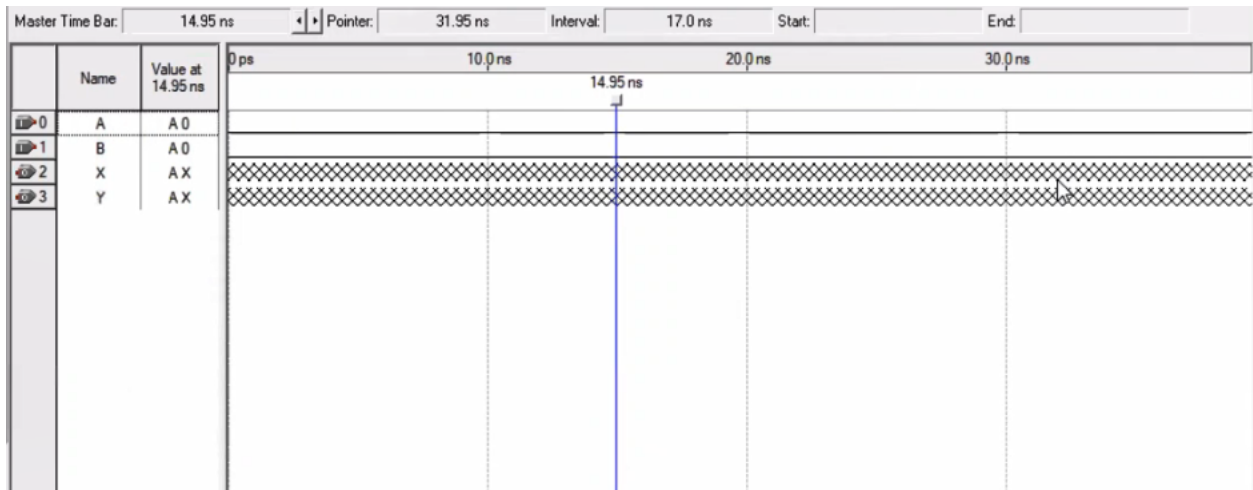 Master Time Bar: 14.95 ns Pointer: 31.95 ns Interval: 17.0 ns Start: End:
Name Value at 14.95 ns
0 ps 10.0 ns 20.0 ns 30.0 ns
14.95 ns
0 A A 0
1 B A 0
2 X A X
3 Y A X